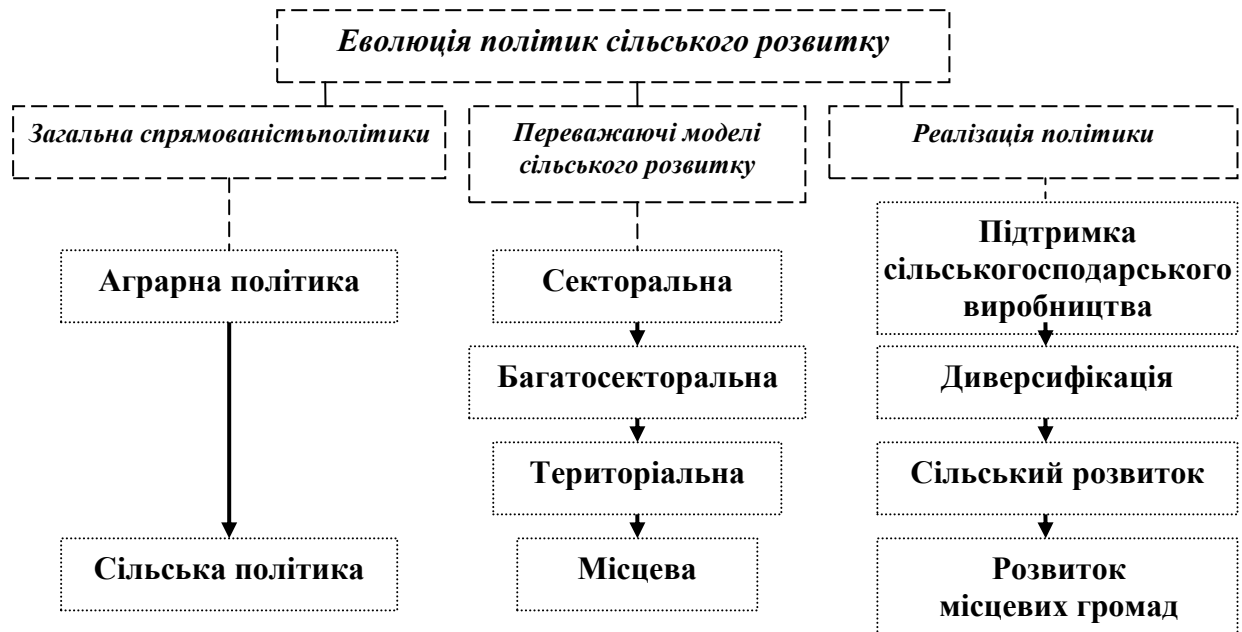 Еволюція політик сільського розвитку
Загальна спрямованістьполітики
Переважаючі моделі
сільського розвитку
Реалізація політики
Аграрна політика
Сільська політика
Секторальна
Багатосекторальна
Територіальна
Місцева
Підтримка
сільськогосподарського
виробництва
Диверсифікація
Сільський розвиток
Розвиток
місцевих громад